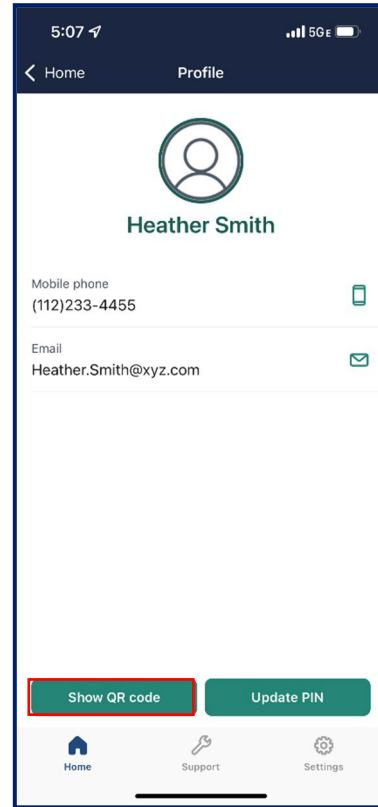 5:07 5GE
Home Profile
Heather Smith
Mobile phone
(112)233-4455
Email
Heather.Smith@xyz.com
Show QR code Update PIN
Home Support Settings